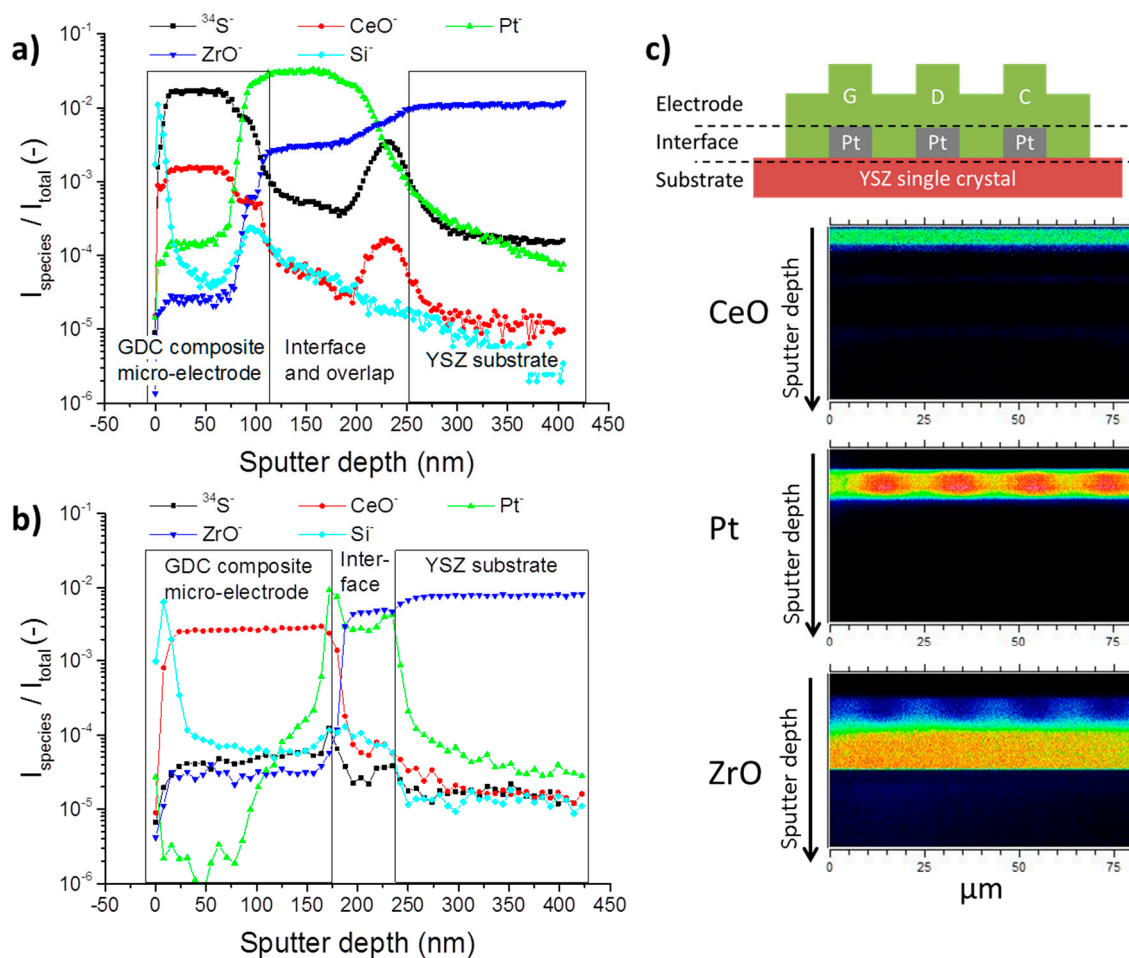 a)
³⁴S⁻ CeO⁻ Pt⁻
ZrO⁻ Si⁻
10⁻¹
10⁻²
10⁻³
10⁻⁴
10⁻⁵
10⁻⁶
I_species / I_total (-)
GDC composite
micro-electrode
Interface
and overlap
YSZ substrate
-50 0 50 100 150 200 250 300 350 400 450
Sputter depth (nm)
b)
³⁴S⁻ CeO⁻ Pt⁻
ZrO⁻ Si⁻
10⁻¹
10⁻²
10⁻³
10⁻⁴
10⁻⁵
10⁻⁶
I_species / I_total (-)
GDC composite
micro-electrode
Inter-
face
YSZ substrate
-50 0 50 100 150 200 250 300 350 400 450
Sputter depth (nm)
c)
Electrode G D C
Interface Pt Pt Pt
Substrate YSZ single crystal
CeO
Sputter depth
0 25 50 75
Pt
Sputter depth
0 25 50 75
ZrO
Sputter depth
0 25 50 75
μm